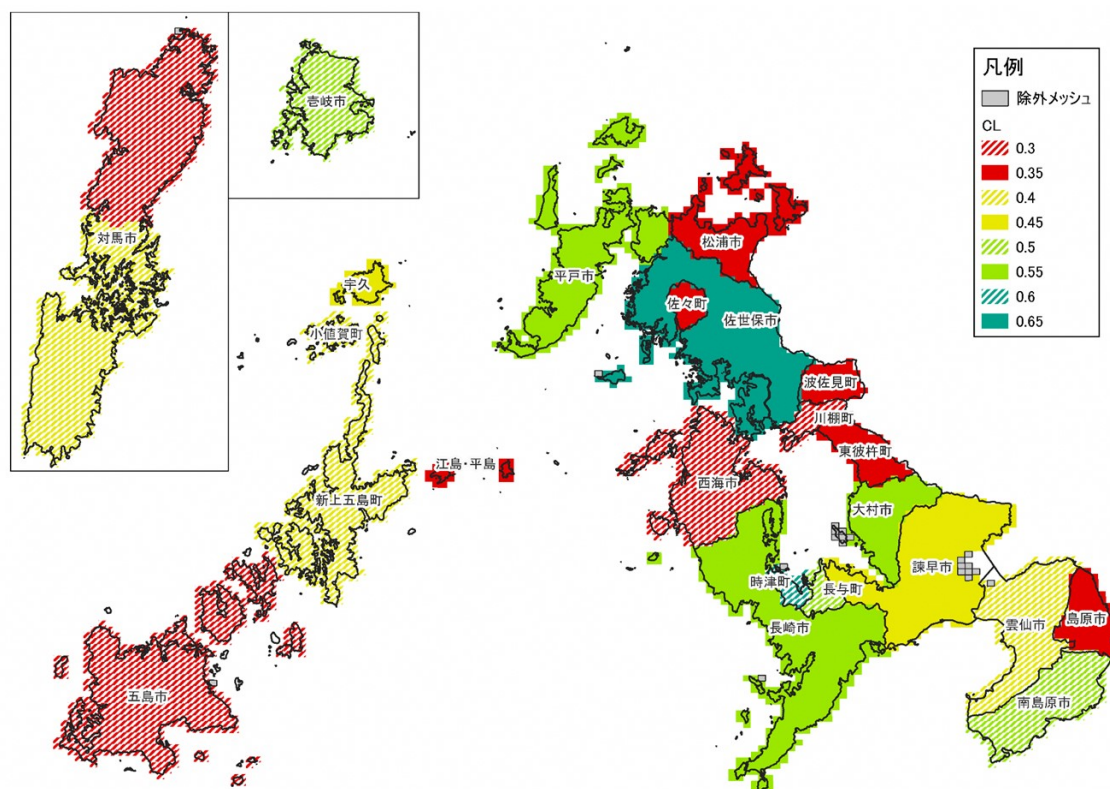 凡例
除外メッシュ
CL
0.3
0.35
0.4
0.45
0.5
0.55
0.6
0.65
壱岐市
対馬市
宇久
小値賀町
新上五島町
江島・平島
五島市
平戸市
松浦市
佐々町
佐世保市
波佐見町
川棚町
東彼杵町
西海市
大村市
時津町
長与町
諫早市
長崎市
雲仙市
島原市
南島原市